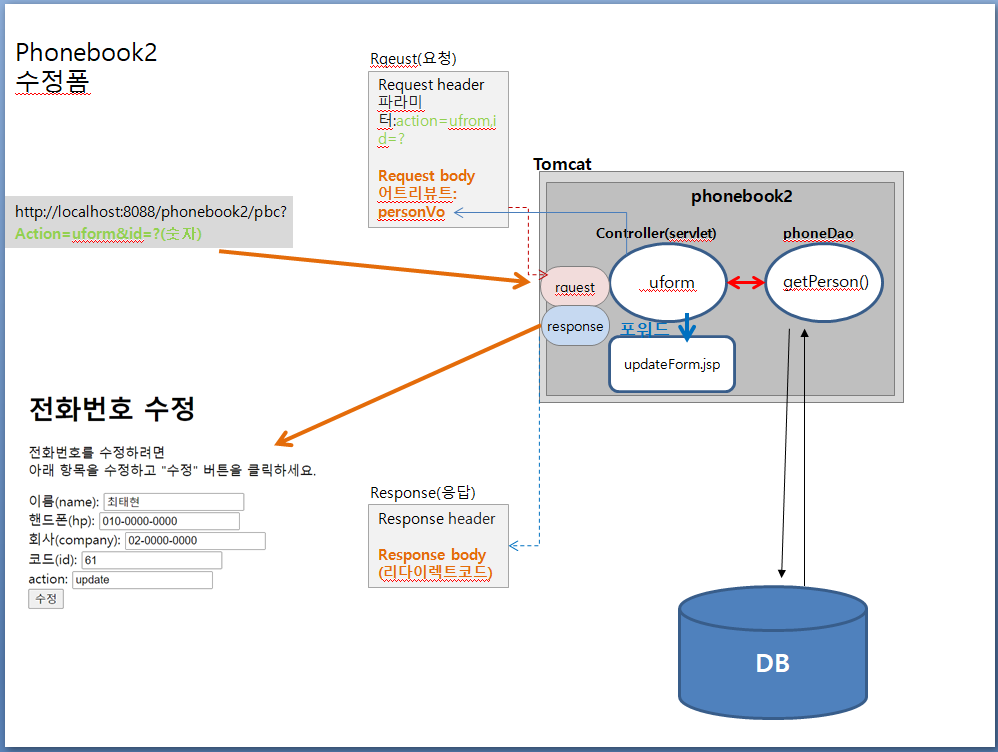 Phonebook2
수정폼
http://localhost:8088/phonebook2/pbc?
Action=uform&id=?(숫자)
Rqeust(요청)
Request header
파라미
터:action=ufrom,i
d=?
Request body
어트리뷰트:
personVo
Tomcat
phonebook2
Controller(servlet)
phoneDao
rquest
uform
getPerson()
response
포워드
updateForm.jsp
전화번호 수정
전화번호를 수정하려면
아래 항목을 수정하고 "수정" 버튼을 클릭하세요.
이름(name): 최태현
핸드폰(hp): 010-0000-0000
회사(company): 02-0000-0000
코드(id): 61
action: update
수정
Response(응답)
Response header
Response body
(리다이렉트코드)
DB